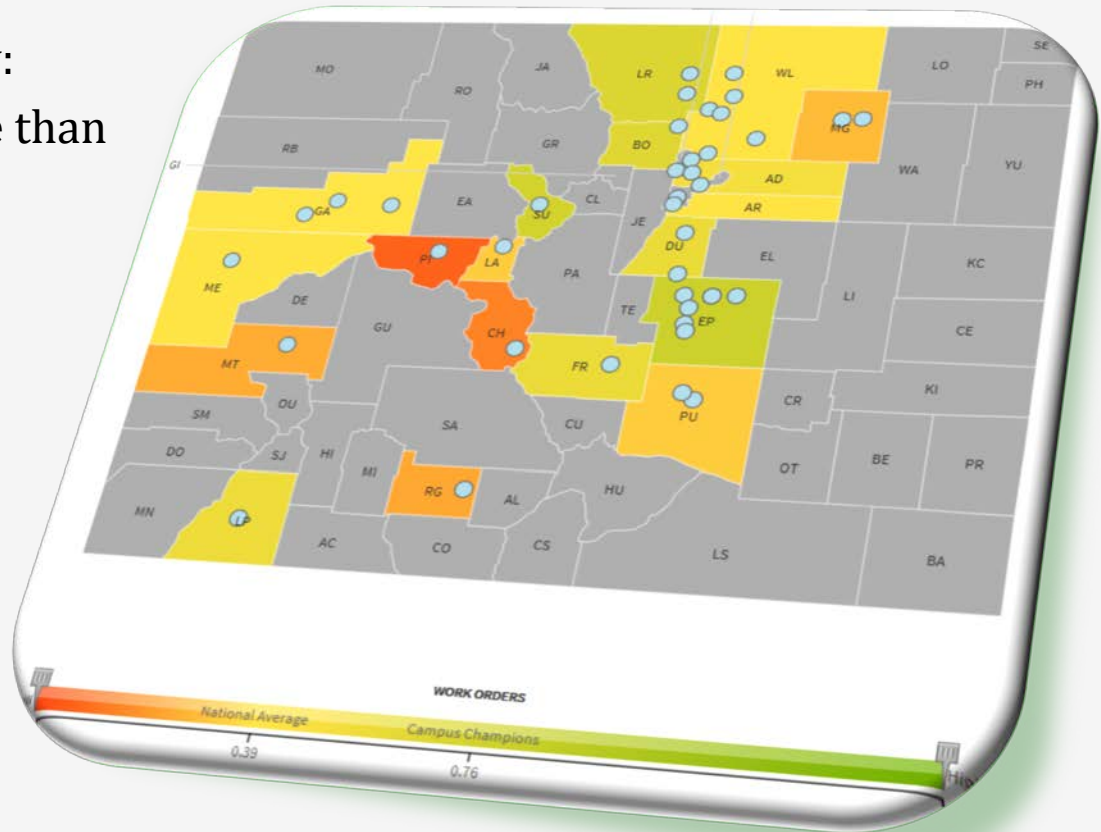 :
e than
MO
RO
JA
LR
WL
LO
SE
PH
RB
GR
BO
MG
WA
YU
GI
GA
EA
SU
CL
JE
AD
AR
ME
PI
LA
PA
DU
EL
KC
DE
GU
CH
TE
EP
LI
CE
MT
FR
KI
OU
SM
SA
CU
PU
CR
DO
SJ
HI
MI
RG
AL
HU
OT
BE
PR
MN
LP
AC
CO
CS
LS
BA
WORK ORDERS
National Average
Campus Champions
0.39
0.76